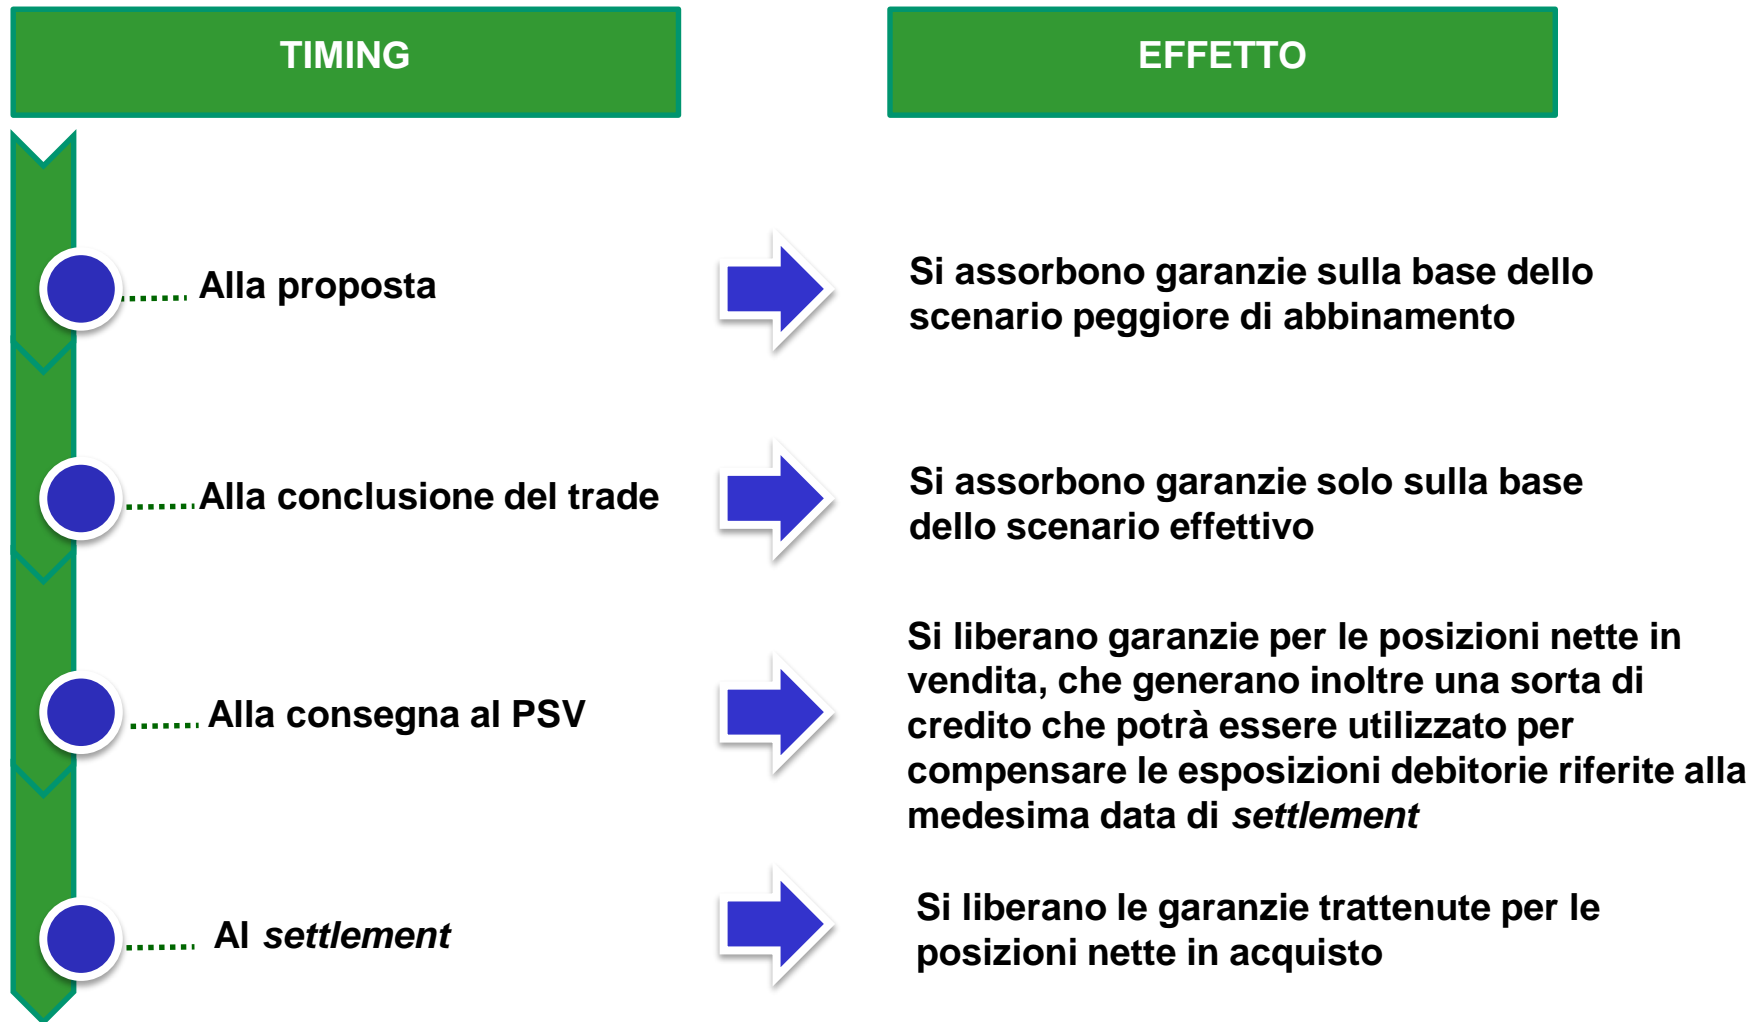 TIMING
EFFETTO
Alla proposta
Si assorbono garanzie sulla base dello
scenario peggiore di abbinamento
Alla conclusione del trade
Si assorbono garanzie solo sulla base
dello scenario effettivo
Alla consegna al PSV
Si liberano garanzie per le posizioni nette in
vendita, che generano inoltre una sorta di
credito che potrà essere utilizzato per
compensare le esposizioni debitorie riferite alla
medesima data di settlement
Al settlement
Si liberano le garanzie trattenute per le
posizioni nette in acquisto